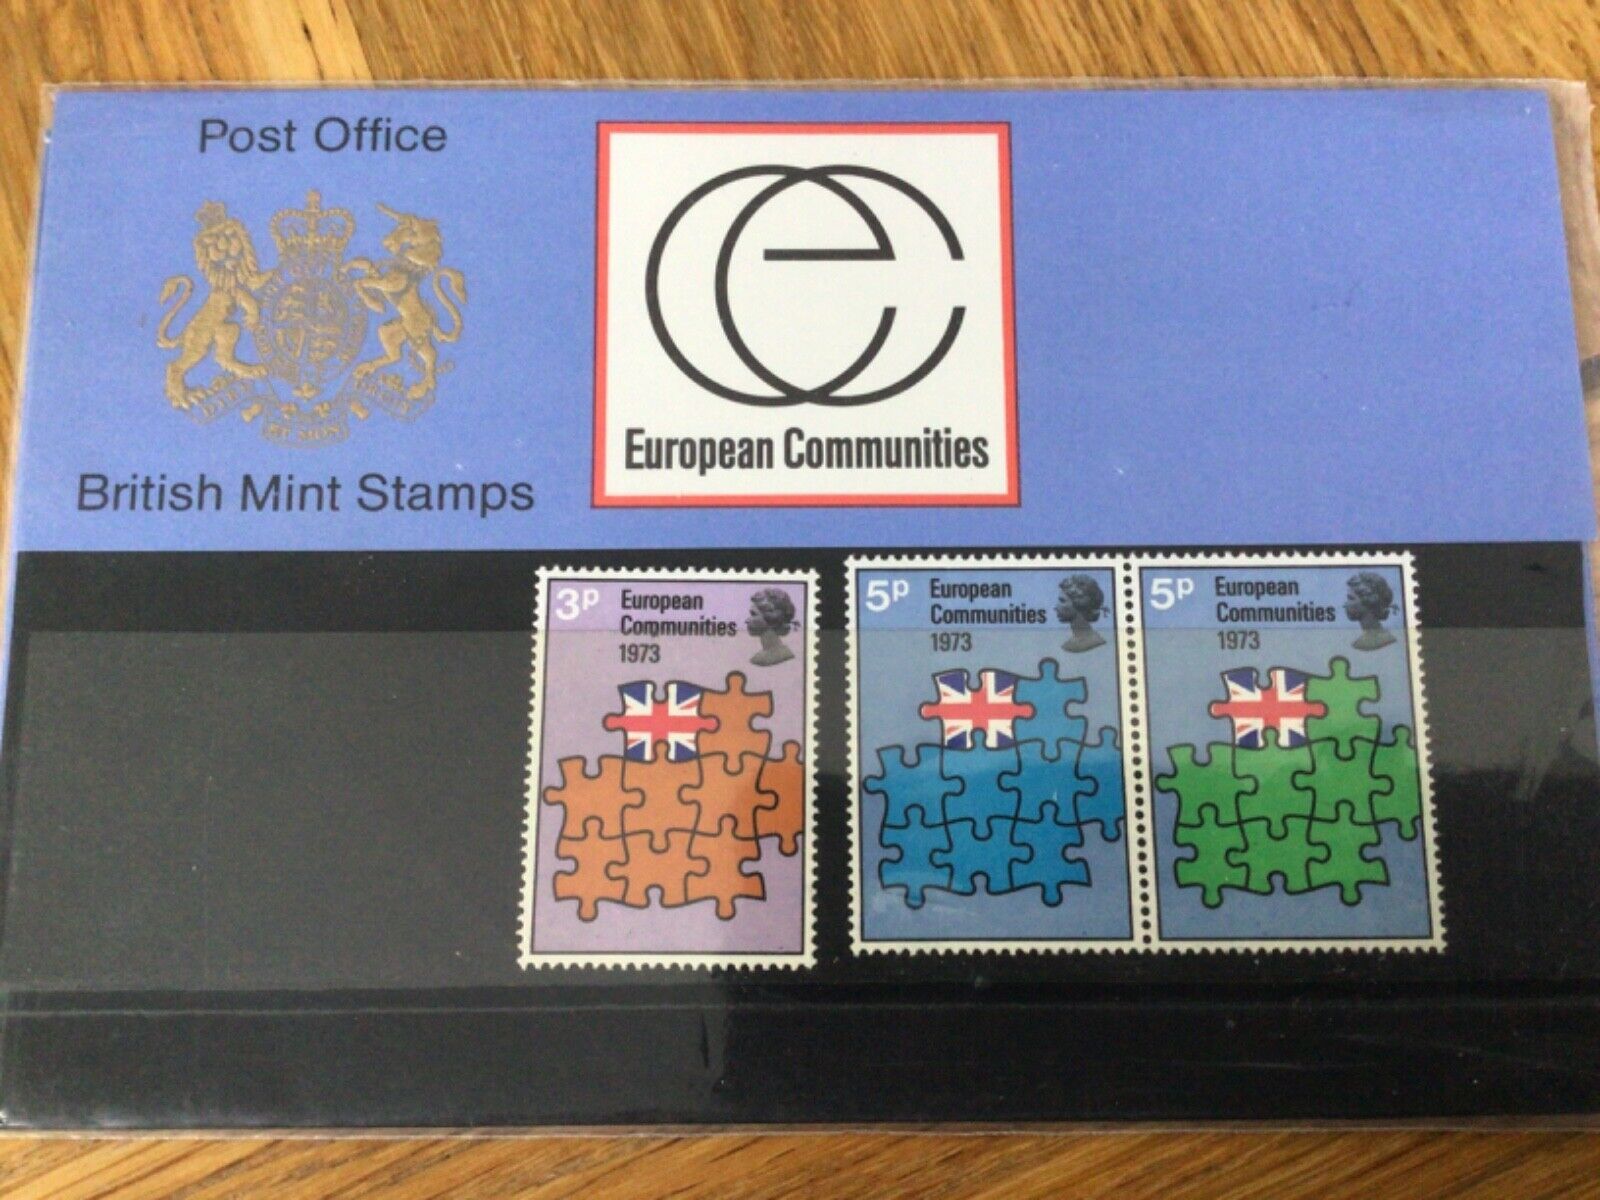 Post Office
British Mint Stamps
European Communities
3p
European
Communities
1973
5p
European
Communities
1973
5p
European
Communities
1973